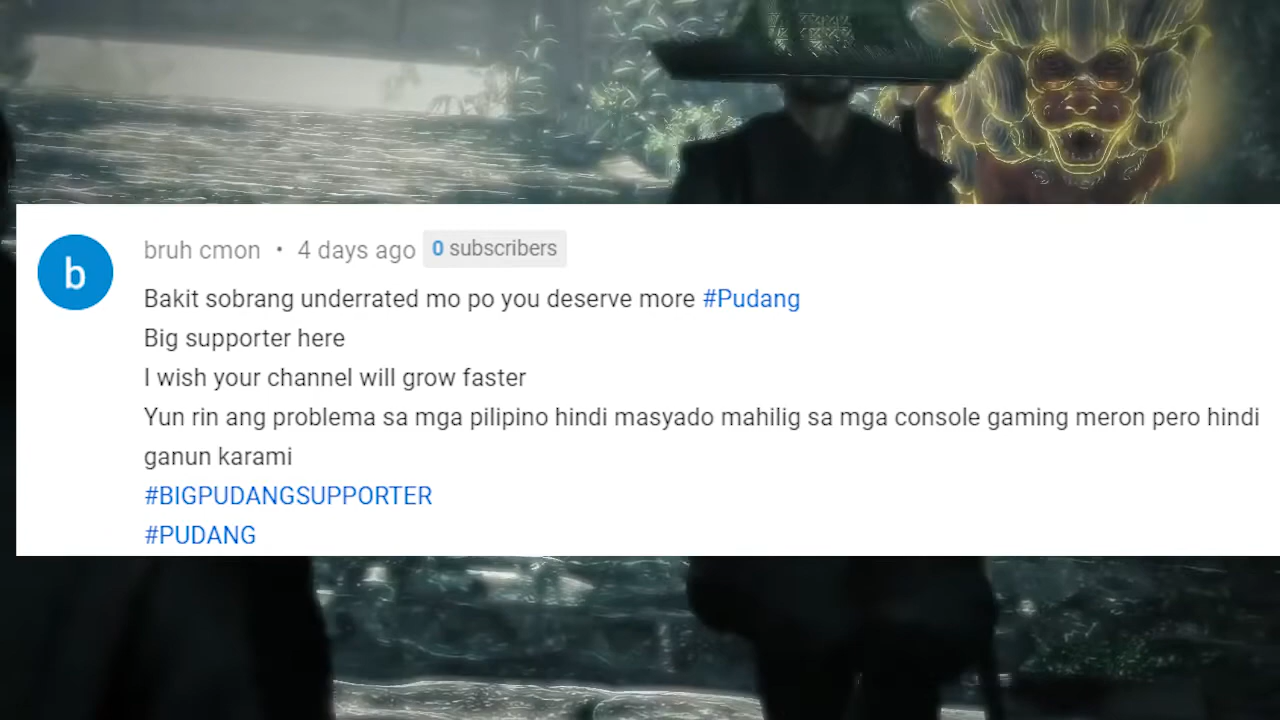 b
bruh cmon • 4 days ago 0 subscribers
Bakit sobrang underrated mo po you deserve more #Pudang
Big supporter here
I wish your channel will grow faster
Yun rin ang problema sa mga pilipino hindi masyado mahilig sa mga console gaming meron pero hindi
ganun karami
#BIGPUDANGSUPPORTER
#PUDANG